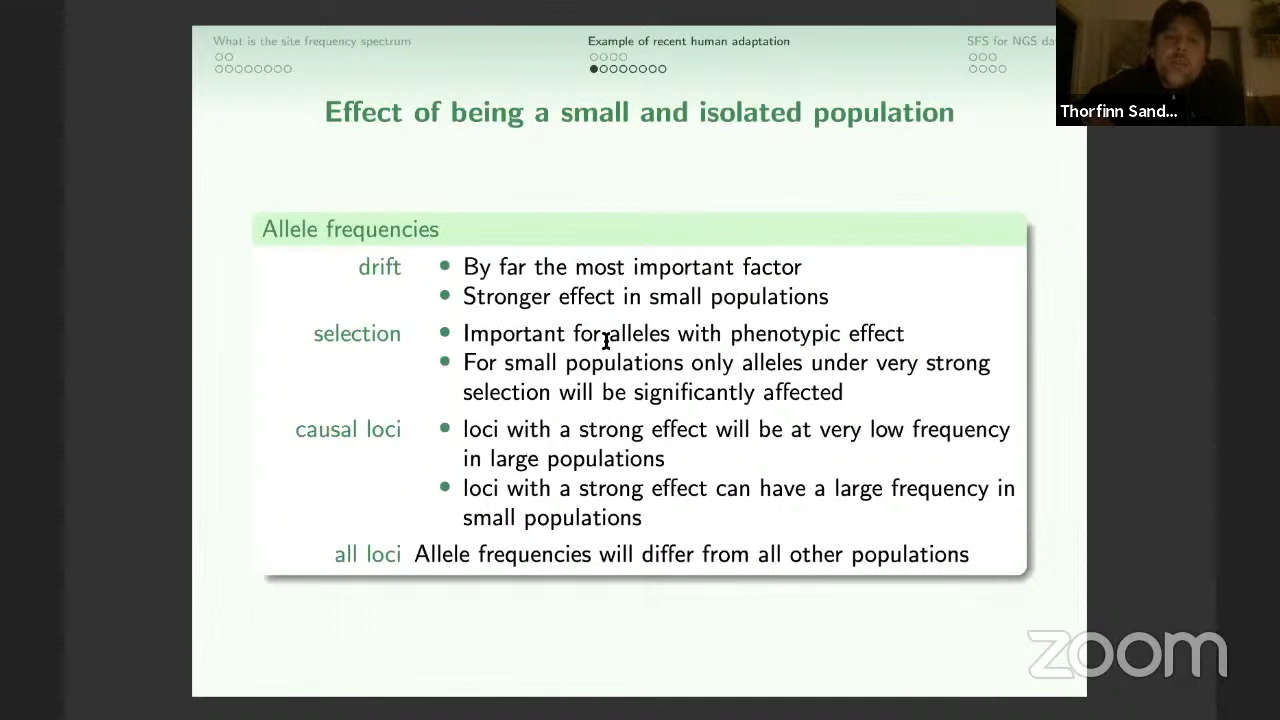 What is the site frequency spectrum
Example of recent human adaptation
SFS for NGS da
Thorfinn Sand...
Effect of being a small and isolated population
Allele frequencies
drift
By far the most important factor
Stronger effect in small populations
selection
Important for alleles with phenotypic effect
For small populations only alleles under very strong
selection will be significantly affected
causal loci
loci with a strong effect will be at very low frequency
in large populations
loci with a strong effect can have a large frequency in
small populations
all loci Allele frequencies will differ from all other populations
zoom